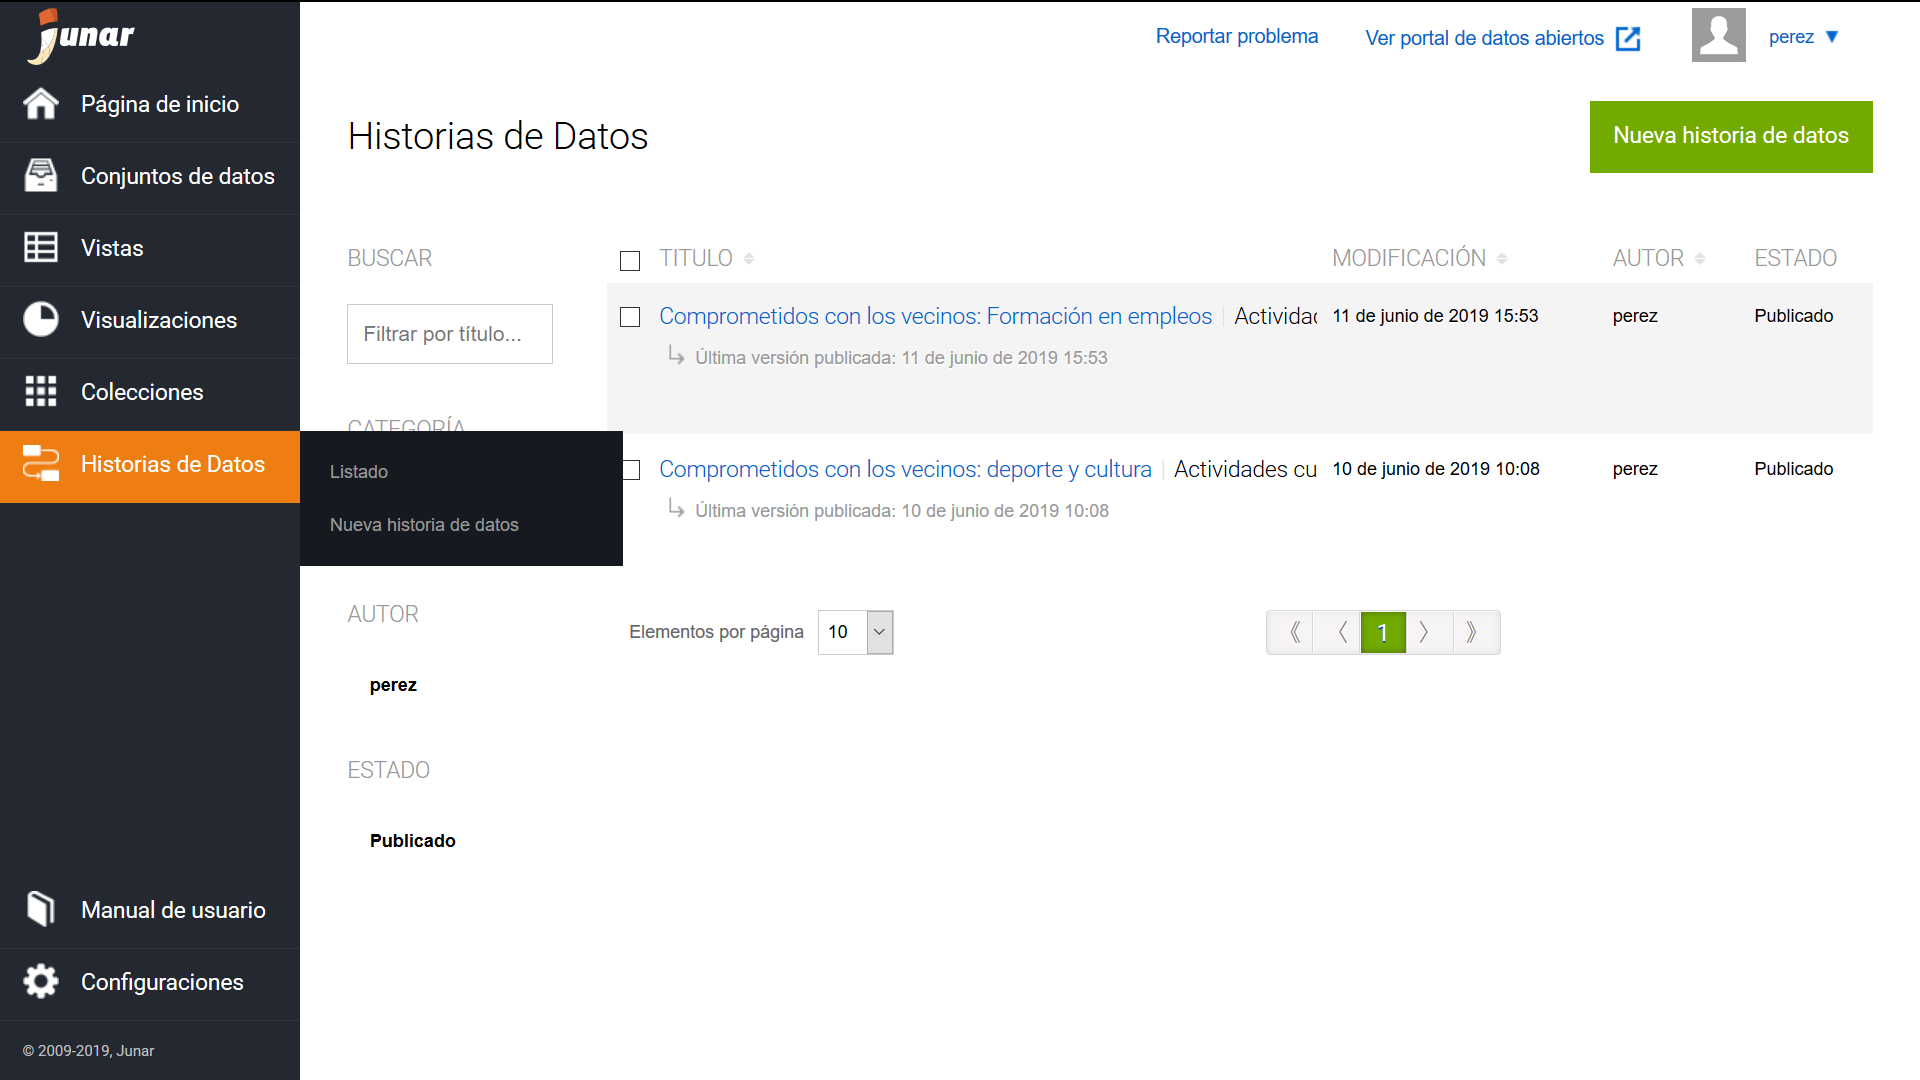 junar
Reportar problema
Ver portal de datos abiertos
perez
Página de inicio
Conjuntos de datos
Vistas
Visualizaciones
Colecciones
Historias de Datos
Listado
Nueva historia de datos
Manual de usuario
Configuraciones
© 2009-2019, Junar
Historias de Datos
Nueva historia de datos
BUSCAR
Filtrar por título...
CATEGORÍA
AUTOR
perez
ESTADO
Publicado
TITULO MODIFICACIÓN AUTOR ESTADO
Comprometidos con los vecinos: Formación en empleos Activida 11 de junio de 2019 15:53 perez Publicado
Última versión publicada: 11 de junio de 2019 15:53
Comprometidos con los vecinos: deporte y cultura Actividades cu 10 de junio de 2019 10:08 perez Publicado
Última versión publicada: 10 de junio de 2019 10:08
Elementos por página 10
1